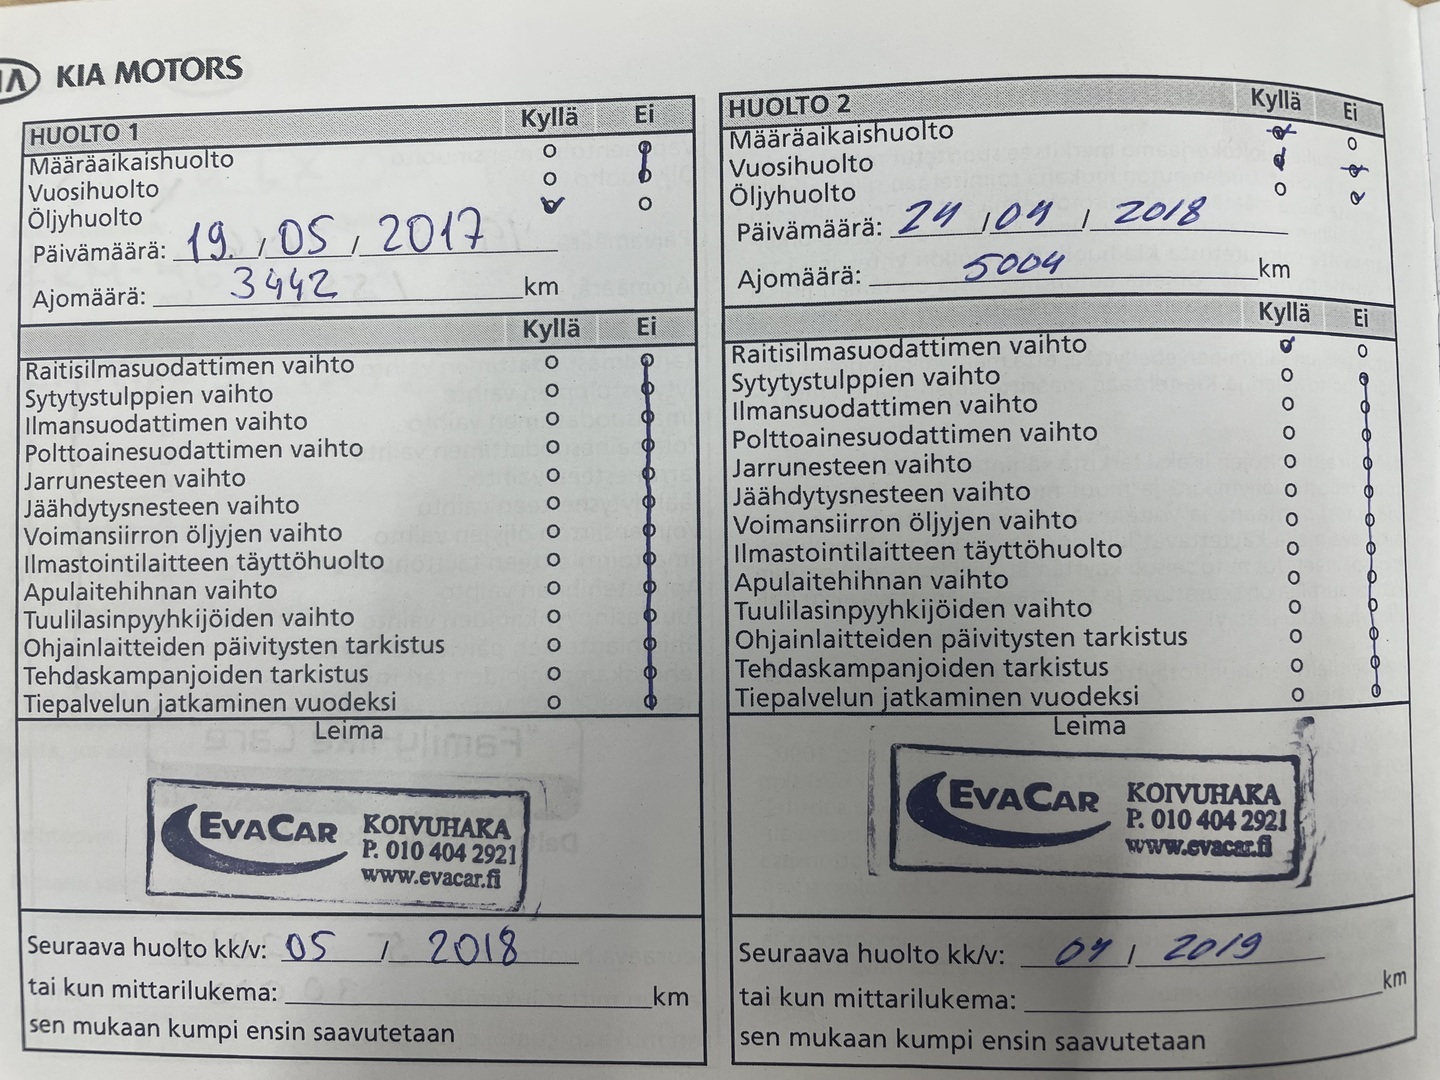 KIA KIA MOTORS
HUOLTO 1 Kyllä Ei
Määräaikaishuolto o o
Vuosihuolto o o
Öljyhuolto o o
Päivämäärä: 19. / 05 / 2017
Ajomäärä: 3442 km
Kyllä Ei
Raitisilmasuodattimen vaihto o o
Sytytystulppien vaihto o o
Ilmansuodattimen vaihto o o
Polttoainesuodattimen vaihto o o
Jarrunesteen vaihto o o
Jäähdytysnesteen vaihto o o
Voimansiirron öljyjen vaihto o o
Ilmastointilaitteen täyttöhuolto o o
Apulaitehihnan vaihto o o
Tuulilasinpyyhkijöiden vaihto o o
Ohjainlaitteiden päivitysten tarkistus o o
Tehdaskampanjoiden tarkistus o o
Tiepalvelun jatkaminen vuodeksi o o
Leima
EVACAR KOIVUHAKA
P. 010 404 2921
www.evacar.fi
Seuraava huolto kk/v: 05 / 2018
tai kun mittarilukema: km
sen mukaan kumpi ensin saavutetaan
HUOLTO 2 Kyllä Ei
Määräaikaishuolto o o
Vuosihuolto o o
Öljyhuolto o o
Päivämäärä: 24 / 04 / 2018
Ajomäärä: 5004 km
Kyllä Ei
Raitisilmasuodattimen vaihto o o
Sytytystulppien vaihto o o
Ilmansuodattimen vaihto o o
Polttoainesuodattimen vaihto o o
Jarrunesteen vaihto o o
Jäähdytysnesteen vaihto o o
Voimansiirron öljyjen vaihto o o
Ilmastointilaitteen täyttöhuolto o o
Apulaitehihnan vaihto o o
Tuulilasinpyyhkijöiden vaihto o o
Ohjainlaitteiden päivitysten tarkistus o o
Tehdaskampanjoiden tarkistus o o
Tiepalvelun jatkaminen vuodeksi o o
Leima
EVACAR KOIVUHAKA
P. 010 404 2921
www.evacar.fi
Seuraava huolto kk/v: 04 / 2019
tai kun mittarilukema: km
sen mukaan kumpi ensin saavutetaan